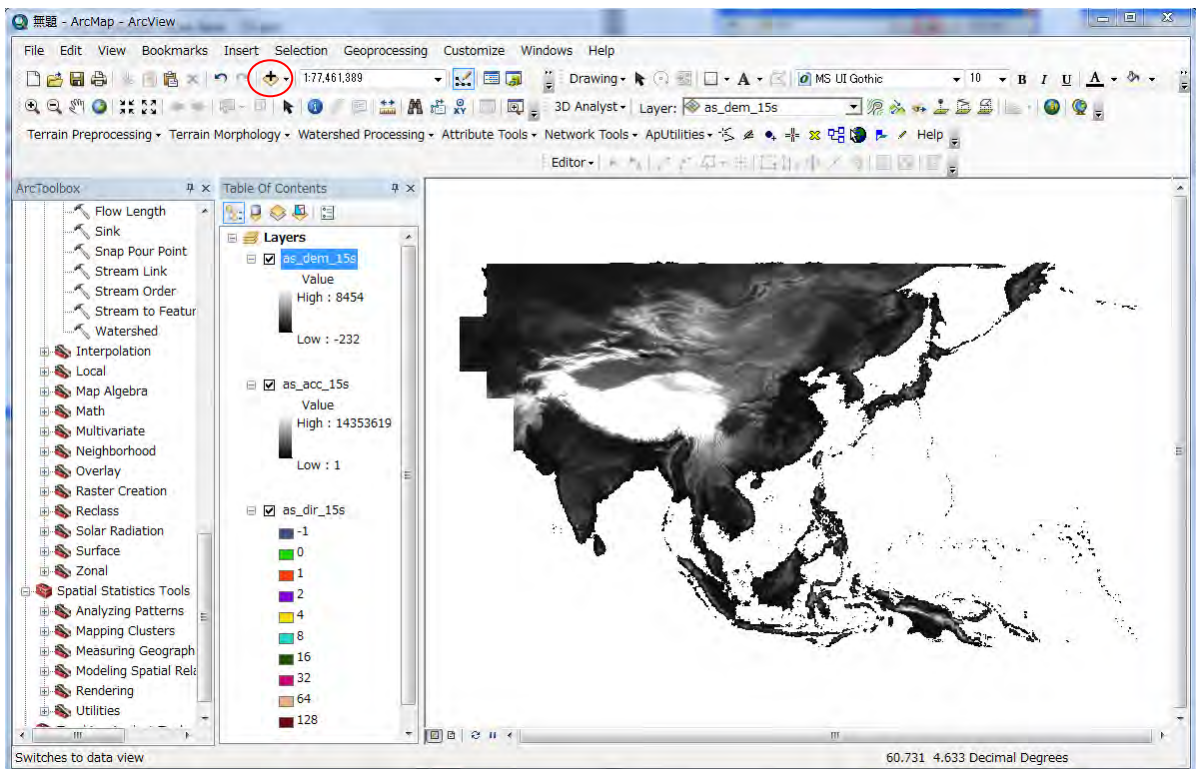 無題 - ArcMap - ArcView
File Edit View Bookmarks Insert Selection Geoprocessing Customize Windows Help
1:77,461,389 Drawing A MS UI Gothic 10 B I U A
3D Analyst Layer: as_dem_15s
Terrain Preprocessing Terrain Morphology Watershed Processing Attribute Tools Network Tools ApUtilities Help
Editor
ArcToolbox
Flow Length
Sink
Snap Pour Point
Stream Link
Stream Order
Stream to Featur
Watershed
Interpolation
Local
Map Algebra
Math
Multivariate
Neighborhood
Overlay
Raster Creation
Reclass
Solar Radiation
Surface
Zonal
Spatial Statistics Tools
Analyzing Patterns
Mapping Clusters
Measuring Geograph
Modeling Spatial Rela
Rendering
Utilities
Table Of Contents
Layers
as_dem_15s
Value
High : 8454
Low : -232
as_acc_15s
Value
High : 14353619
Low : 1
as_dir_15s
-1
0
1
2
4
8
16
32
64
128
Switches to data view
60.731 4.633 Decimal Degrees